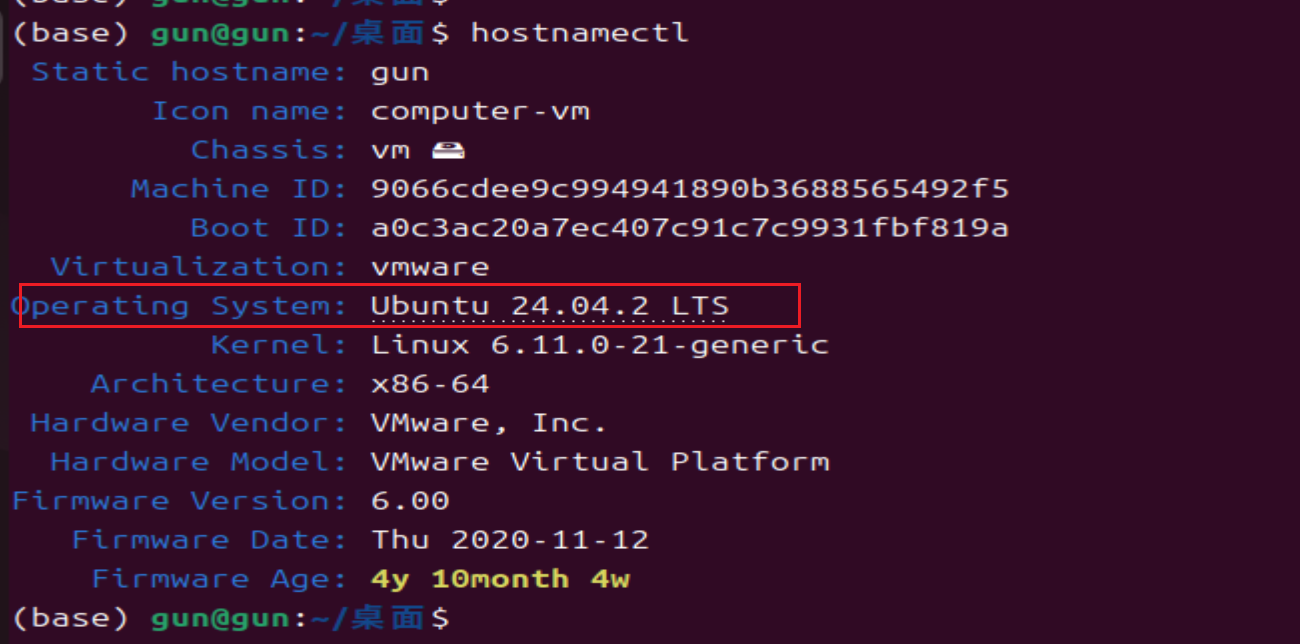 (base) gun@gun:~/桌面$
(base) gun@gun:~/桌面$ hostnamectl
Static hostname: gun
Icon name: computer-vm
Chassis: vm 🖴
Machine ID: 9066cdee9c994941890b3688565492f5
Boot ID: a0c3ac20a7ec407c91c7c9931fbf819a
Virtualization: vmware
Operating System: Ubuntu 24.04.2 LTS
Kernel: Linux 6.11.0-21-generic
Architecture: x86-64
Hardware Vendor: VMware, Inc.
Hardware Model: VMware Virtual Platform
Firmware Version: 6.00
Firmware Date: Thu 2020-11-12
Firmware Age: 4y 10month 4w
(base) gun@gun:~/桌面$